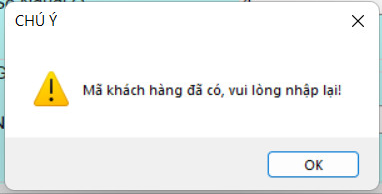 CHÚ Ý
Mã khách hàng đã có, vui lòng nhập lại!
OK